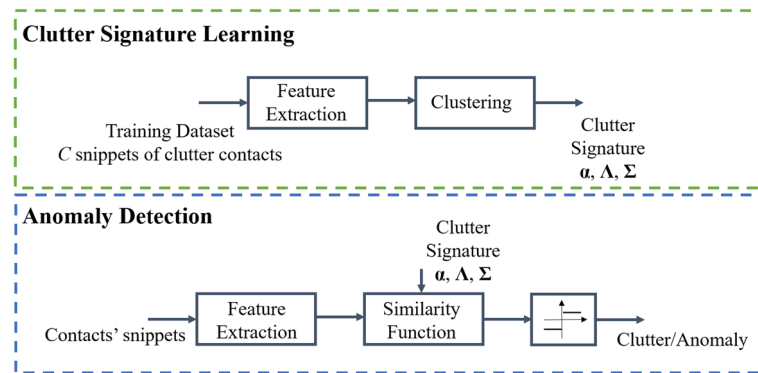 Clutter Signature Learning
Feature
Extraction
Clustering
Training Dataset
C snippets of clutter contacts
Clutter
Signature
α, Λ, Σ
Anomaly Detection
Clutter
Signature
α, Λ, Σ
Contacts' snippets
Feature
Extraction
Similarity
Function
Clutter/Anomaly